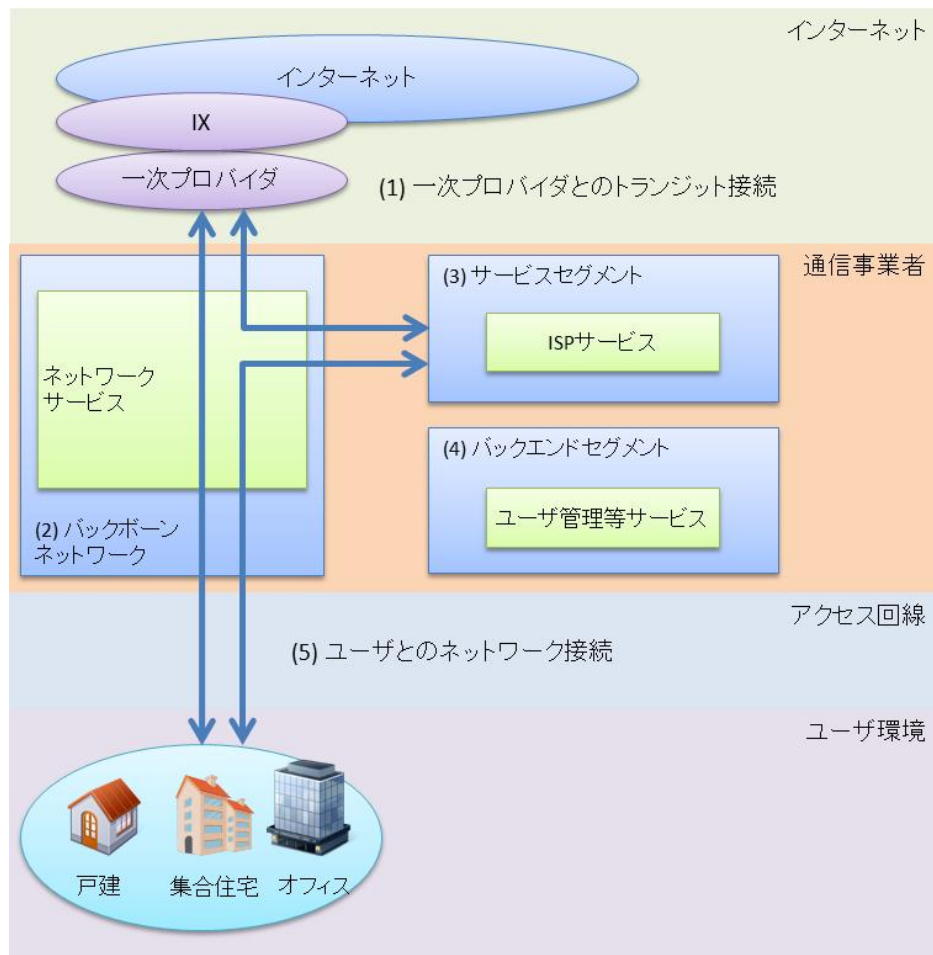 インターネット
インターネット
IX
一次プロバイダ
(1) 一次プロバイダとのトランジット接続
通信事業者
(3) サービスセグメント
ISPサービス
ネットワーク
サービス
(4) バックエンドセグメント
ユーザ管理等サービス
(2) バックボーン
ネットワーク
アクセス回線
(5) ユーザとのネットワーク接続
ユーザ環境
戸建
集合住宅
オフィス